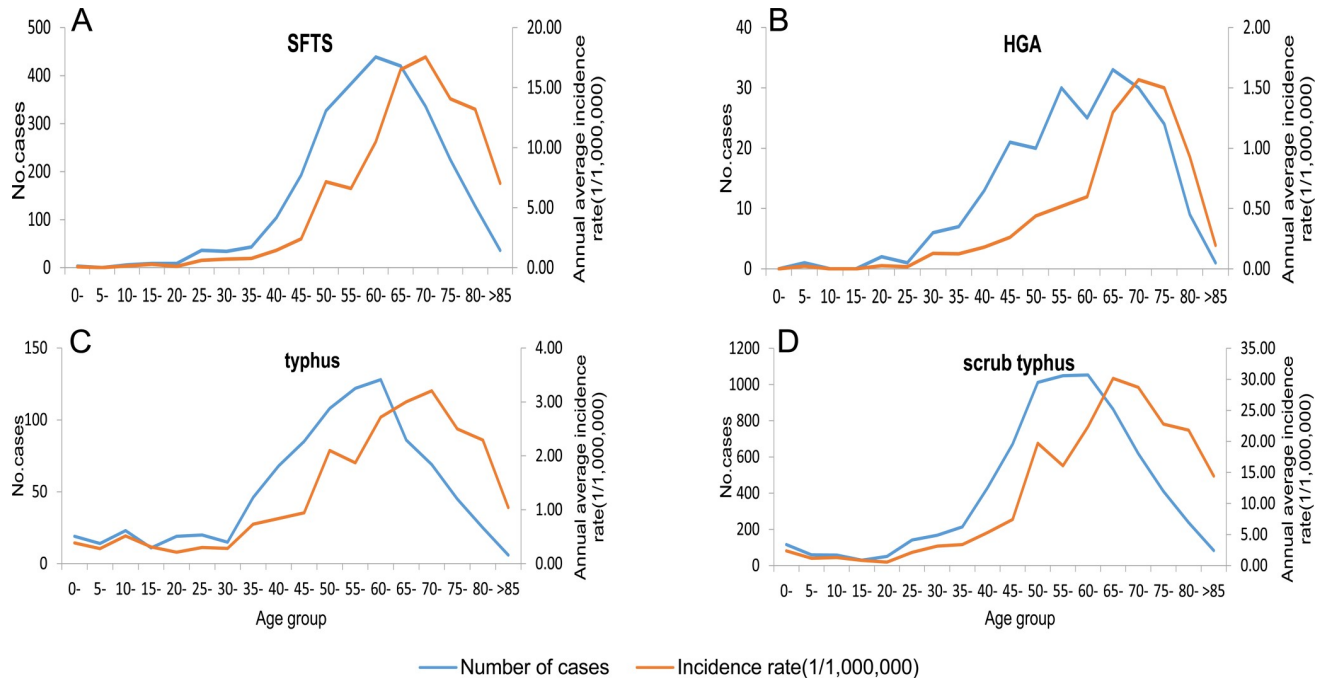 A
SFTS
No.cases
500
400
300
200
100
0
20.00
15.00
10.00
5.00
0.00
Annual average incidence
rate(1/1,000,000)
0- 5- 10- 15- 20- 25- 30- 35- 40- 45- 50- 55- 60- 65- 70- 75- 80- >85
B
HGA
No.cases
40
30
20
10
0
2.00
1.50
1.00
0.50
0.00
Annual average incidence
rate(1/1,000,000)
0- 5- 10- 15- 20- 25- 30- 35- 40- 45- 50- 55- 60- 65- 70- 75- 80- >85
C
typhus
No.cases
150
100
50
0
4.00
3.00
2.00
1.00
0.00
Annual average incidence
rate(1/1,000,000)
0- 5- 10- 15- 20- 25- 30- 35- 40- 45- 50- 55- 60- 65- 70- 75- 80- >85
Age group
D
scrub typhus
No.cases
1200
1000
800
600
400
200
0
35.00
30.00
25.00
20.00
15.00
10.00
5.00
0.00
Annual average incidence
rate(1/1,000,000)
0- 5- 10- 15- 20- 25- 30- 35- 40- 45- 50- 55- 60- 65- 70- 75- 80- >85
Age group
Number of cases
Incidence rate(1/1,000,000)